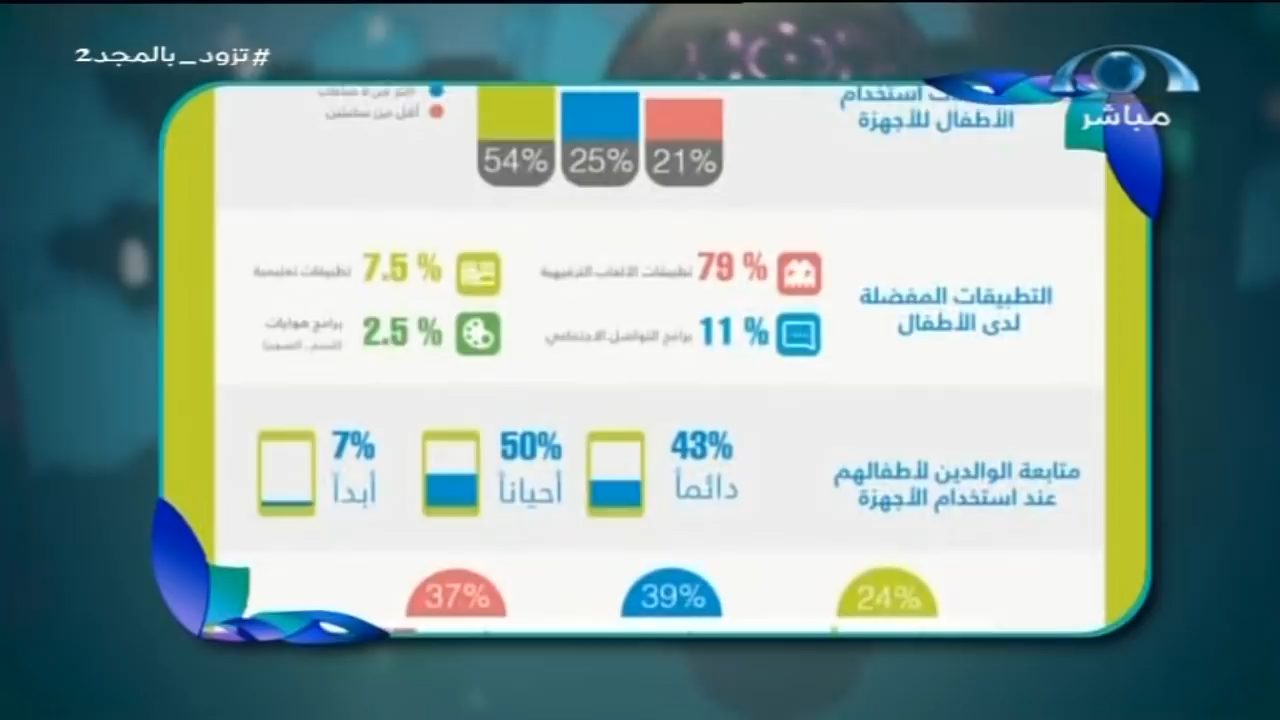 #تزود_بالمجد2
مباشر
استخدام
الأطفال للأجهزة
أقل من ساعتين
21%
25%
54%
التطبيقات المفضلة
لدى الأطفال
79 %
تطبيقات الألعاب الترفيهية
7.5 %
تطبيقات تعليمية
11 %
برامج التواصل الاجتماعي
2.5 %
برامج هوايات
متابعة الوالدين لأطفالهم
عند استخدام الأجهزة
43%
دائماً
50%
أحياناً
7%
أبداً
24%
39%
37%